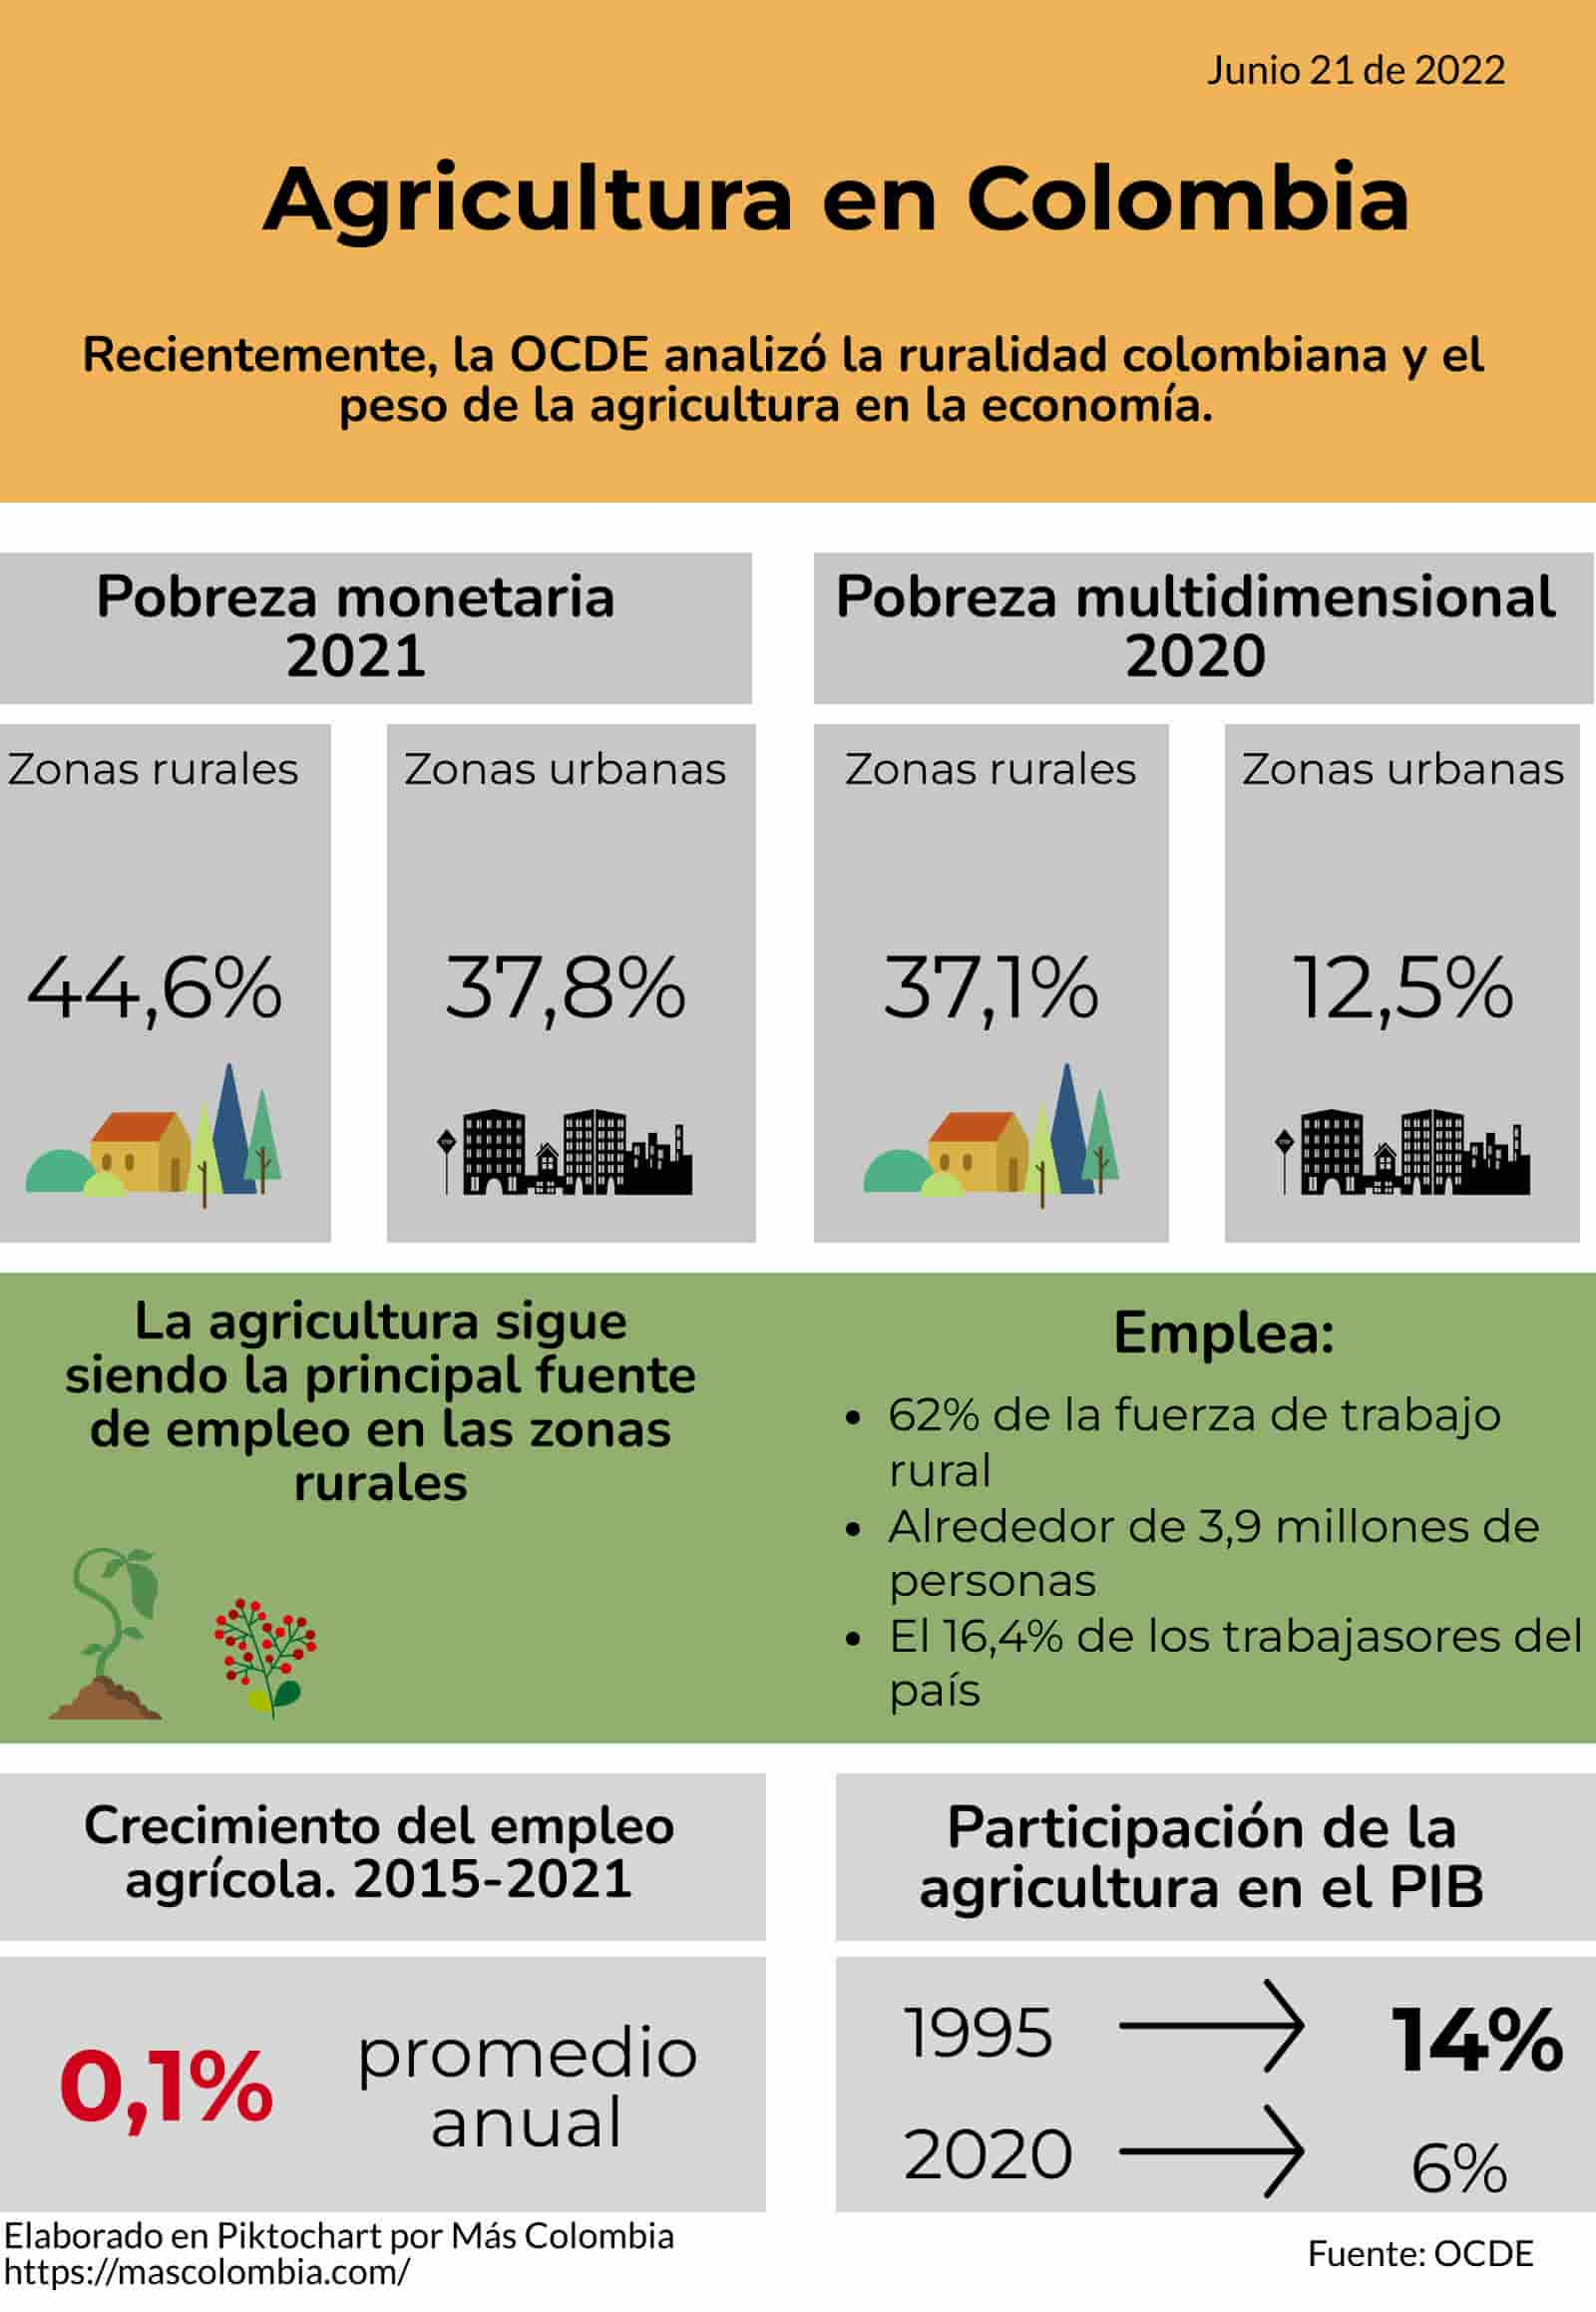 Junio 21 de 2022
Agricultura en Colombia
Recientemente, la OCDE analizó la ruralidad colombiana y el
peso de la agricultura en la economía.
Pobreza monetaria
2021
Pobreza multidimensional
2020
Zonas rurales
Zonas urbanas
Zonas rurales
Zonas urbanas
44,6%
37,8%
37,1%
12,5%
La agricultura sigue
siendo la principal fuente
de empleo en las zonas
rurales
Emplea:
• 62% de la fuerza de trabajo
rural
• Alrededor de 3,9 millones de
personas
• El 16,4% de los trabajasores del
país
Crecimiento del empleo
agrícola. 2015-2021
Participación de la
agricultura en el PIB
0,1%
promedio
anual
1995
14%
2020
6%
Elaborado en Piktochart por Más Colombia
https://mascolombia.com/
Fuente: OCDE